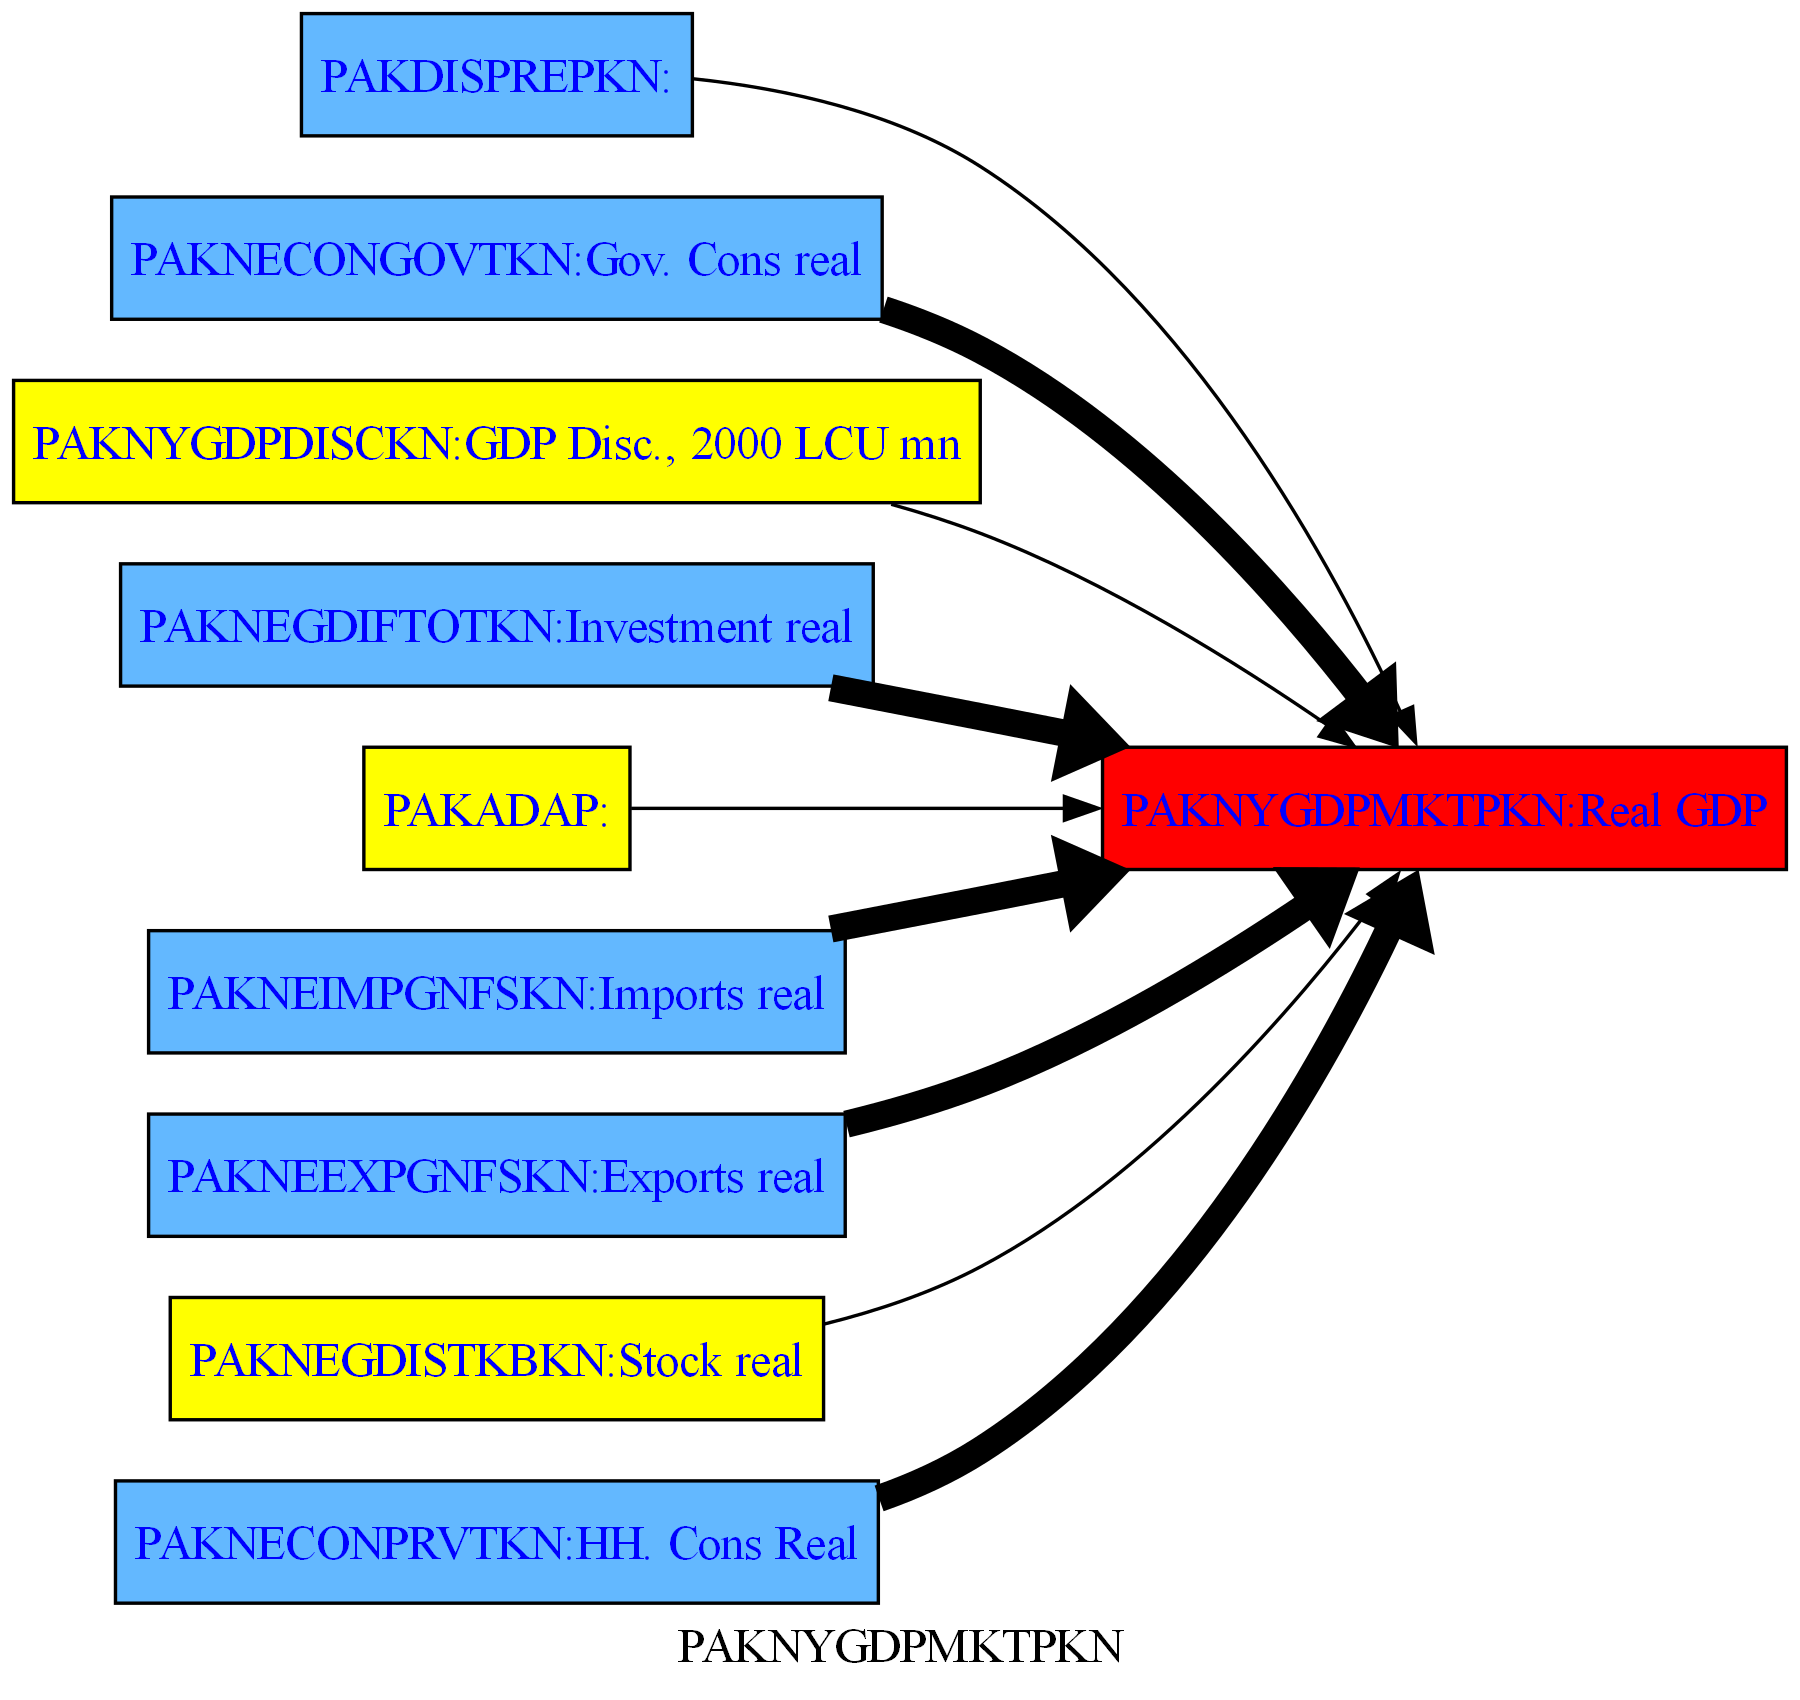 PAKDISPREPKN:
PAKNECONGOVTKN:Gov. Cons real
PAKNYGDPDISCKN:GDP Disc., 2000 LCU mn
PAKNEGDIFTOTKN:Investment real
PAKADAP:
PAKNYGDPMKTPKN:Real GDP
PAKNEIMPGNFSKN:Imports real
PAKNEEXPGNFSKN:Exports real
PAKNEGDISTKBKN:Stock real
PAKNECONPRVTKN:HH. Cons Real
PAKNYGDPMKTPKN